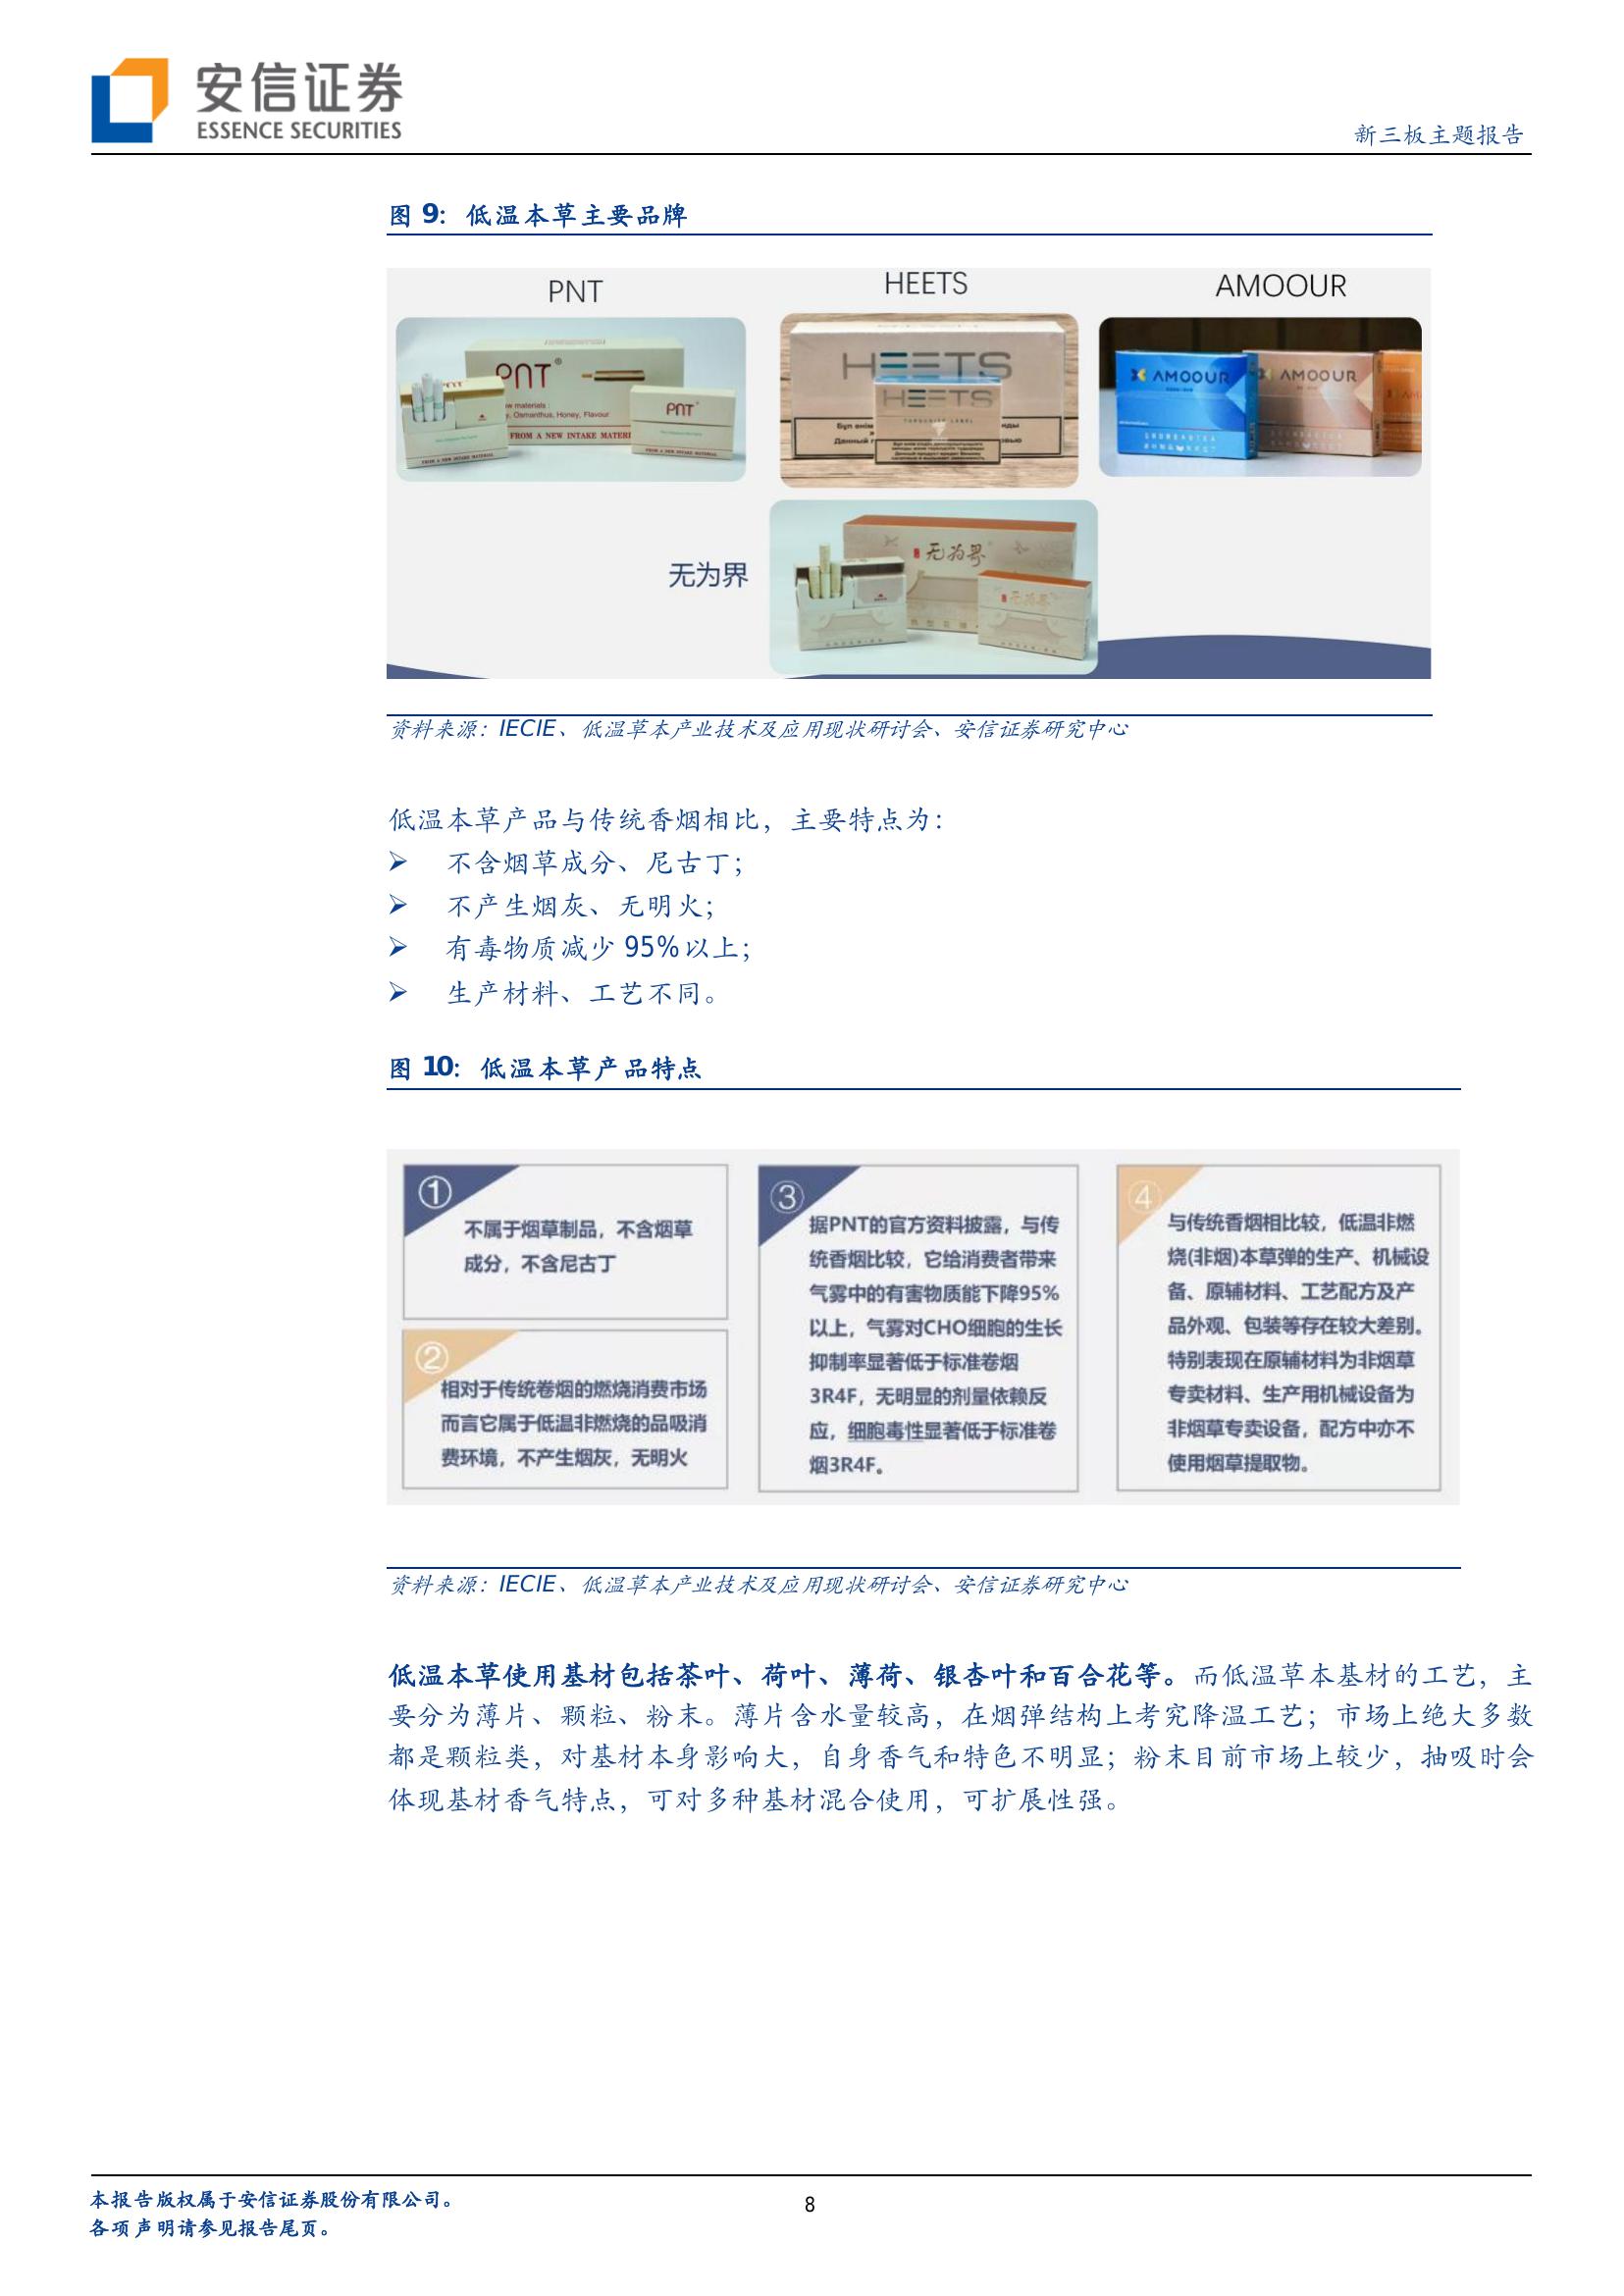 安信证券
ESSENCE SECURITIES
新三板主题报告
图 9：低温本草主要品牌
PNT
HEETS
AMOOUR
PNT
PNT
w materials :
, Osmanthus, Honey, Flavour
FROM A NEW INTAKE MATERI
PNT
FROM A NEW INTAKE MATERIAL
FROM A NEW INTAKE MATERIAL
HEETS
HEETS
AMOOUR
AMOOUR
无为界
无为界
无为界
资料来源：IECIE、低温草本产业技术及应用现状研讨会、安信证券研究中心
低温本草产品与传统香烟相比，主要特点为：
➢ 不含烟草成分、尼古丁；
➢ 不产生烟灰、无明火；
➢ 有毒物质减少 95%以上；
➢ 生产材料、工艺不同。
图 10：低温本草产品特点
①
不属于烟草制品，不含烟草
成分，不含尼古丁
②
相对于传统卷烟的燃烧消费市场
而言它属于低温非燃烧的品吸消
费环境，不产生烟灰，无明火
③
据PNT的官方资料披露，与传
统香烟比较，它给消费者带来
气雾中的有害物质能下降95%
以上，气雾对CHO细胞的生长
抑制率显著低于标准卷烟
3R4F，无明显的剂量依赖反
应，细胞毒性显著低于标准卷
烟3R4F。
④
与传统香烟相比较，低温非燃
烧(非烟)本草弹的生产、机械设
备、原辅材料、工艺配方及产
品外观、包装等存在较大差别。
特别表现在原辅材料为非烟草
专卖材料、生产用机械设备为
非烟草专卖设备，配方中亦不
使用烟草提取物。
资料来源：IECIE、低温草本产业技术及应用现状研讨会、安信证券研究中心
低温本草使用基材包括茶叶、荷叶、薄荷、银杏叶和百合花等。而低温草本基材的工艺，主
要分为薄片、颗粒、粉末。薄片含水量较高，在烟弹结构上考究降温工艺；市场上绝大多数
都是颗粒类，对基材本身影响大，自身香气和特色不明显；粉末目前市场上较少，抽吸时会
体现基材香气特点，可对多种基材混合使用，可扩展性强。
本报告版权属于安信证券股份有限公司。
各项声明请参见报告尾页。
8